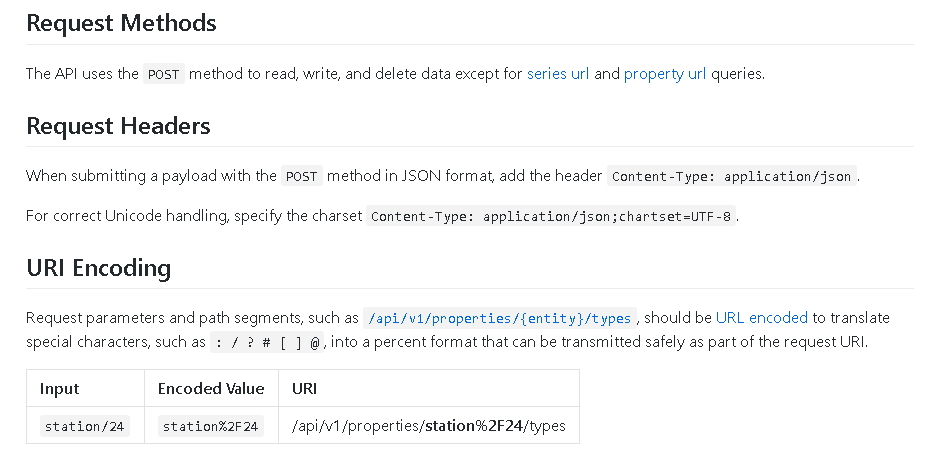 Request Methods
The API uses the POST method to read, write, and delete data except for series url and property url queries.
Request Headers
When submitting a payload with the POST method in JSON format, add the header Content-Type: application/json.
For correct Unicode handling, specify the charset Content-Type: application/json;chartset=UTF-8.
URI Encoding
Request parameters and path segments, such as /api/v1/properties/{entity}/types, should be URL encoded to translate
special characters, such as : / ? # [ ] @, into a percent format that can be transmitted safely as part of the request URI.
Input Encoded Value URI
station/24 station%2F24 /api/v1/properties/station%2F24/types